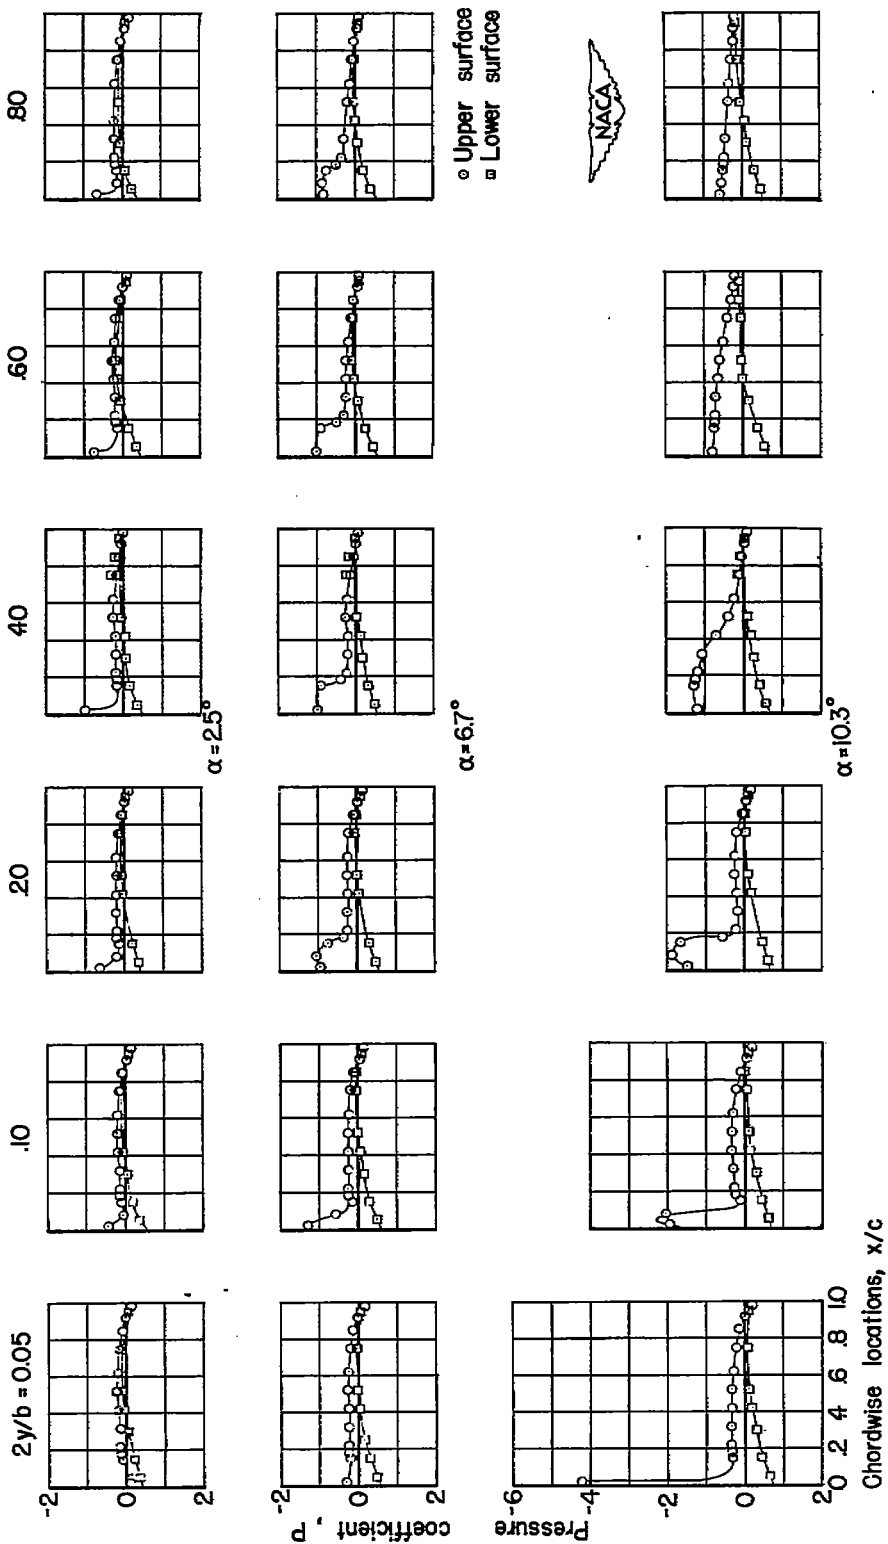 2y/b = 0.05
.10
.20
.40
.60
.80
-2
0
2
α = 2.5°
-2
0
2
α = 6.7°
Upper surface
Lower surface
NACA
-6
-4
-2
0
2
0
.2
.4
.6
.8
1.0
α = 10.3°
Pressure coefficient, P
Chordwise locations, x/c